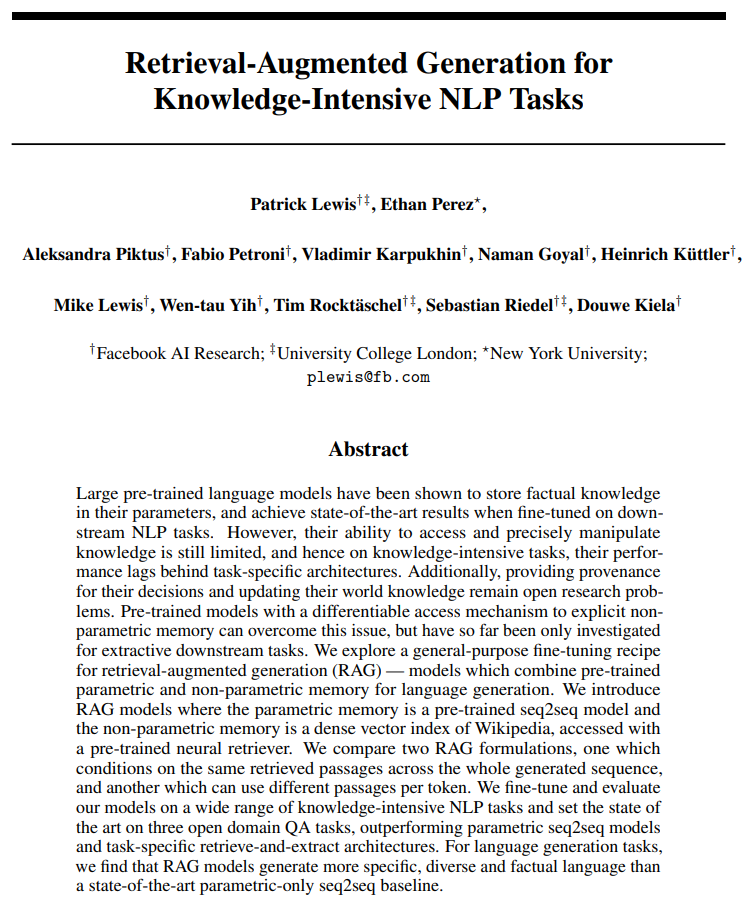 Retrieval-Augmented Generation for
Knowledge-Intensive NLP Tasks
Patrick Lewis†‡, Ethan Perez⋆,
Aleksandra Piktus†, Fabio Petroni†, Vladimir Karpukhin†, Naman Goyal†, Heinrich Küttler†,
Mike Lewis†, Wen-tau Yih†, Tim Rocktäschel†‡, Sebastian Riedel†‡, Douwe Kiela†
†Facebook AI Research; ‡University College London; ⋆New York University;
plewis@fb.com
Abstract
Large pre-trained language models have been shown to store factual knowledge
in their parameters, and achieve state-of-the-art results when fine-tuned on down-
stream NLP tasks. However, their ability to access and precisely manipulate
knowledge is still limited, and hence on knowledge-intensive tasks, their perfor-
mance lags behind task-specific architectures. Additionally, providing provenance
for their decisions and updating their world knowledge remain open research prob-
lems. Pre-trained models with a differentiable access mechanism to explicit non-
parametric memory can overcome this issue, but have so far been only investigated
for extractive downstream tasks. We explore a general-purpose fine-tuning recipe
for retrieval-augmented generation (RAG) — models which combine pre-trained
parametric and non-parametric memory for language generation. We introduce
RAG models where the parametric memory is a pre-trained seq2seq model and
the non-parametric memory is a dense vector index of Wikipedia, accessed with
a pre-trained neural retriever. We compare two RAG formulations, one which
conditions on the same retrieved passages across the whole generated sequence,
and another which can use different passages per token. We fine-tune and evaluate
our models on a wide range of knowledge-intensive NLP tasks and set the state of
the art on three open domain QA tasks, outperforming parametric seq2seq models
and task-specific retrieve-and-extract architectures. For language generation tasks,
we find that RAG models generate more specific, diverse and factual language than
a state-of-the-art parametric-only seq2seq baseline.